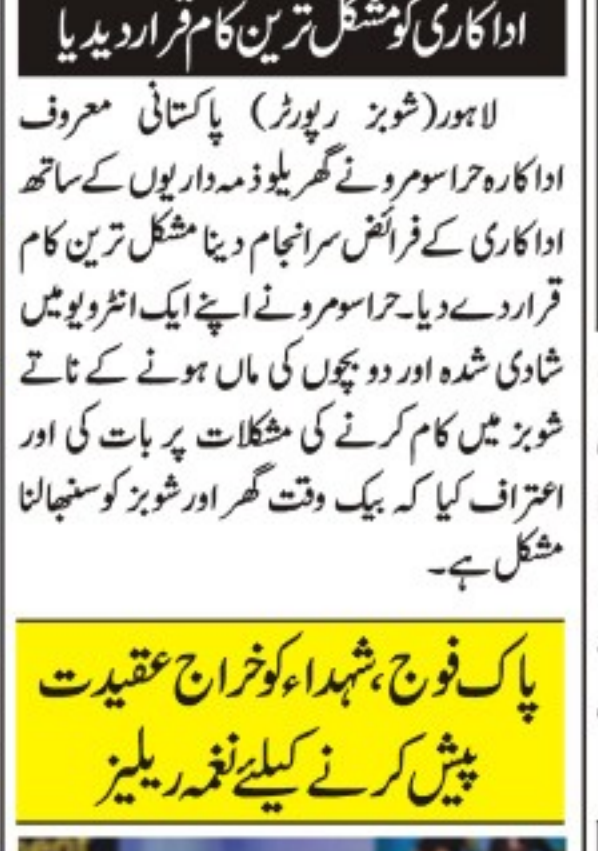 اداکاری کو مشکل ترین کام قرار دیدیا
لاہور(شوبز رپورٹر) پاکستانی معروف
اداکارہ حرا سومرو نے گھریلو ذمہ داریوں کے ساتھ
اداکاری کے فرائض سرانجام دینا مشکل ترین کام
قرار دے دیا۔حرا سومرو نے اپنے ایک انٹرویو میں
شادی شدہ اور دو بچوں کی ماں ہونے کے ناتے
شوبز میں کام کرنے کی مشکلات پر بات کی اور
اعتراف کیا کہ بیک وقت گھر اور شوبز کو سنبھالنا
مشکل ہے۔
پاک فوج، شہداء کو خراج عقیدت
پیش کرنے کیلئے نغمہ ریلیز